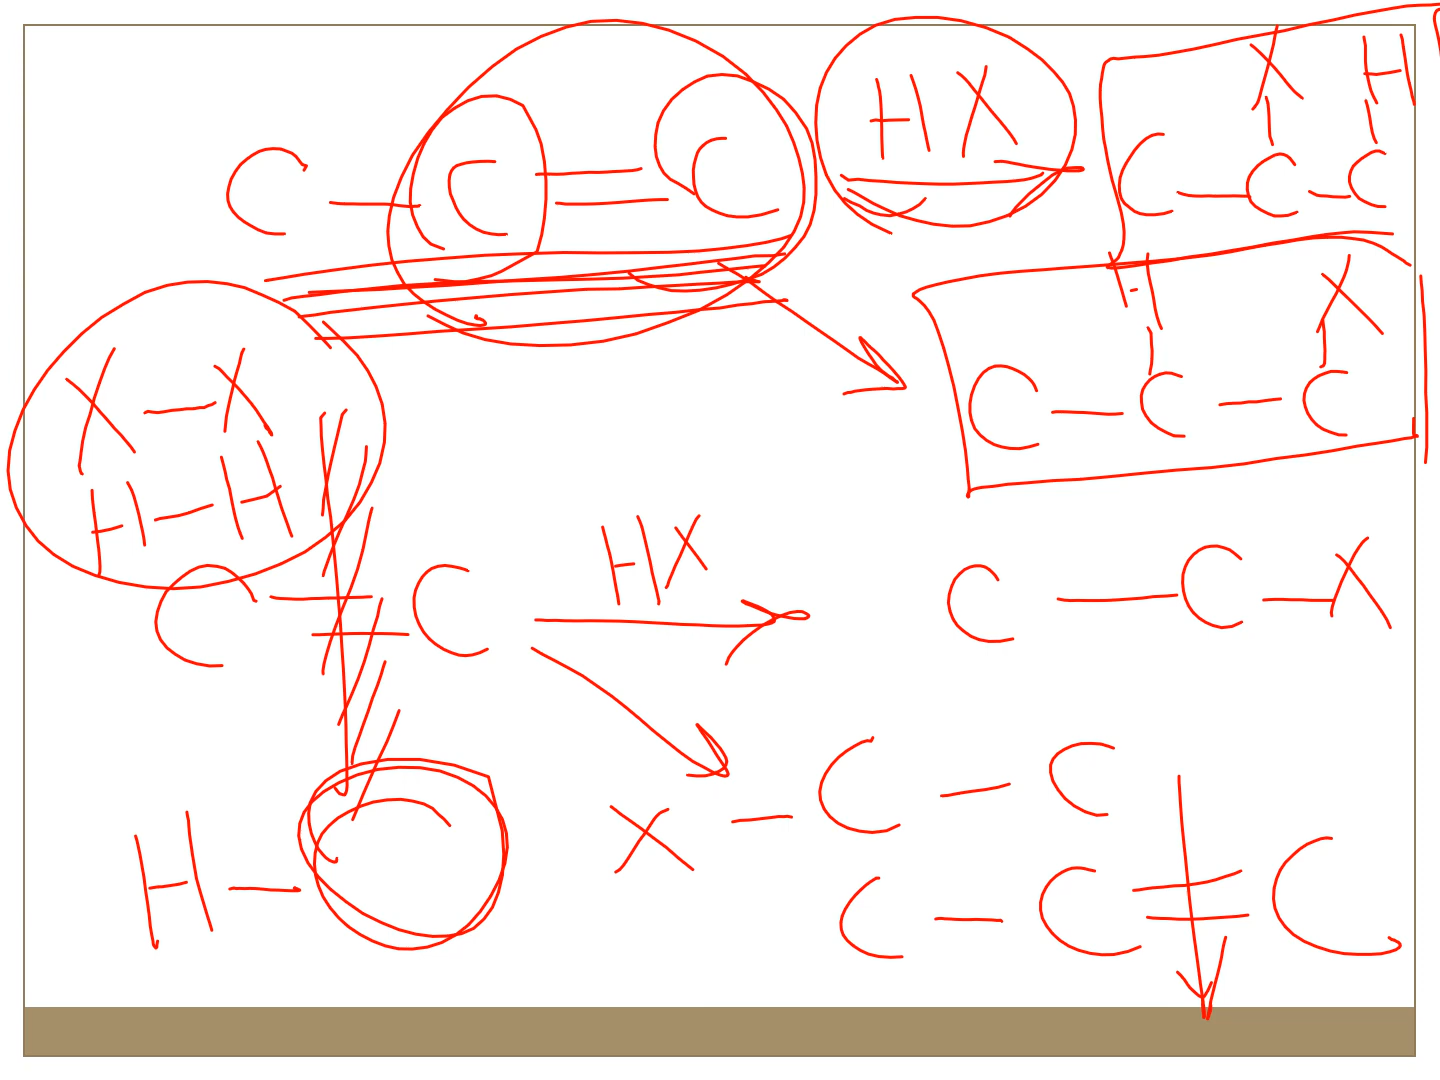 X H
C - C = C HX C - C - C
H X
X - X C - C - C
H - H
HX
C = C → C - C - X
X - C - C
H -
C - C = C